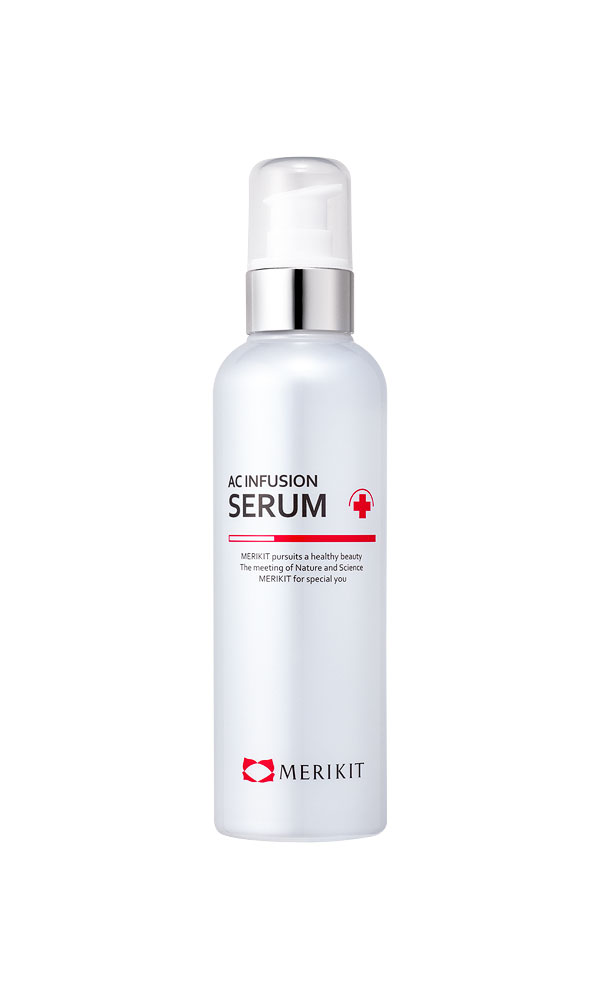 AC INFUSION
SERUM
MERIKIT pursuits a healthy beauty
The meeting of Nature and Science
MERIKIT for special you
MERIKIT